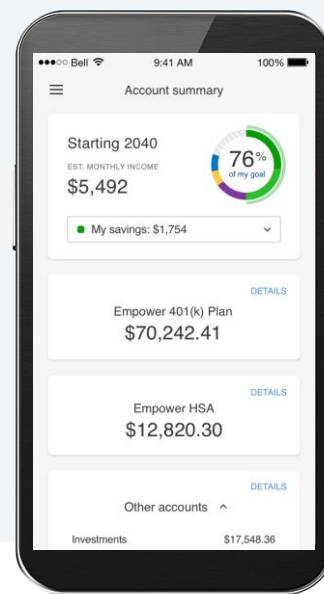 Bell 9:41 AM 100%
Account summary
Starting 2040
EST. MONTHLY INCOME
$5,492
76%
of my goal
My savings: $1,754
DETAILS
Empower 401(k) Plan
$70,242.41
DETAILS
Empower HSA
$12,820.30
DETAILS
Other accounts
Investments $17,548.36